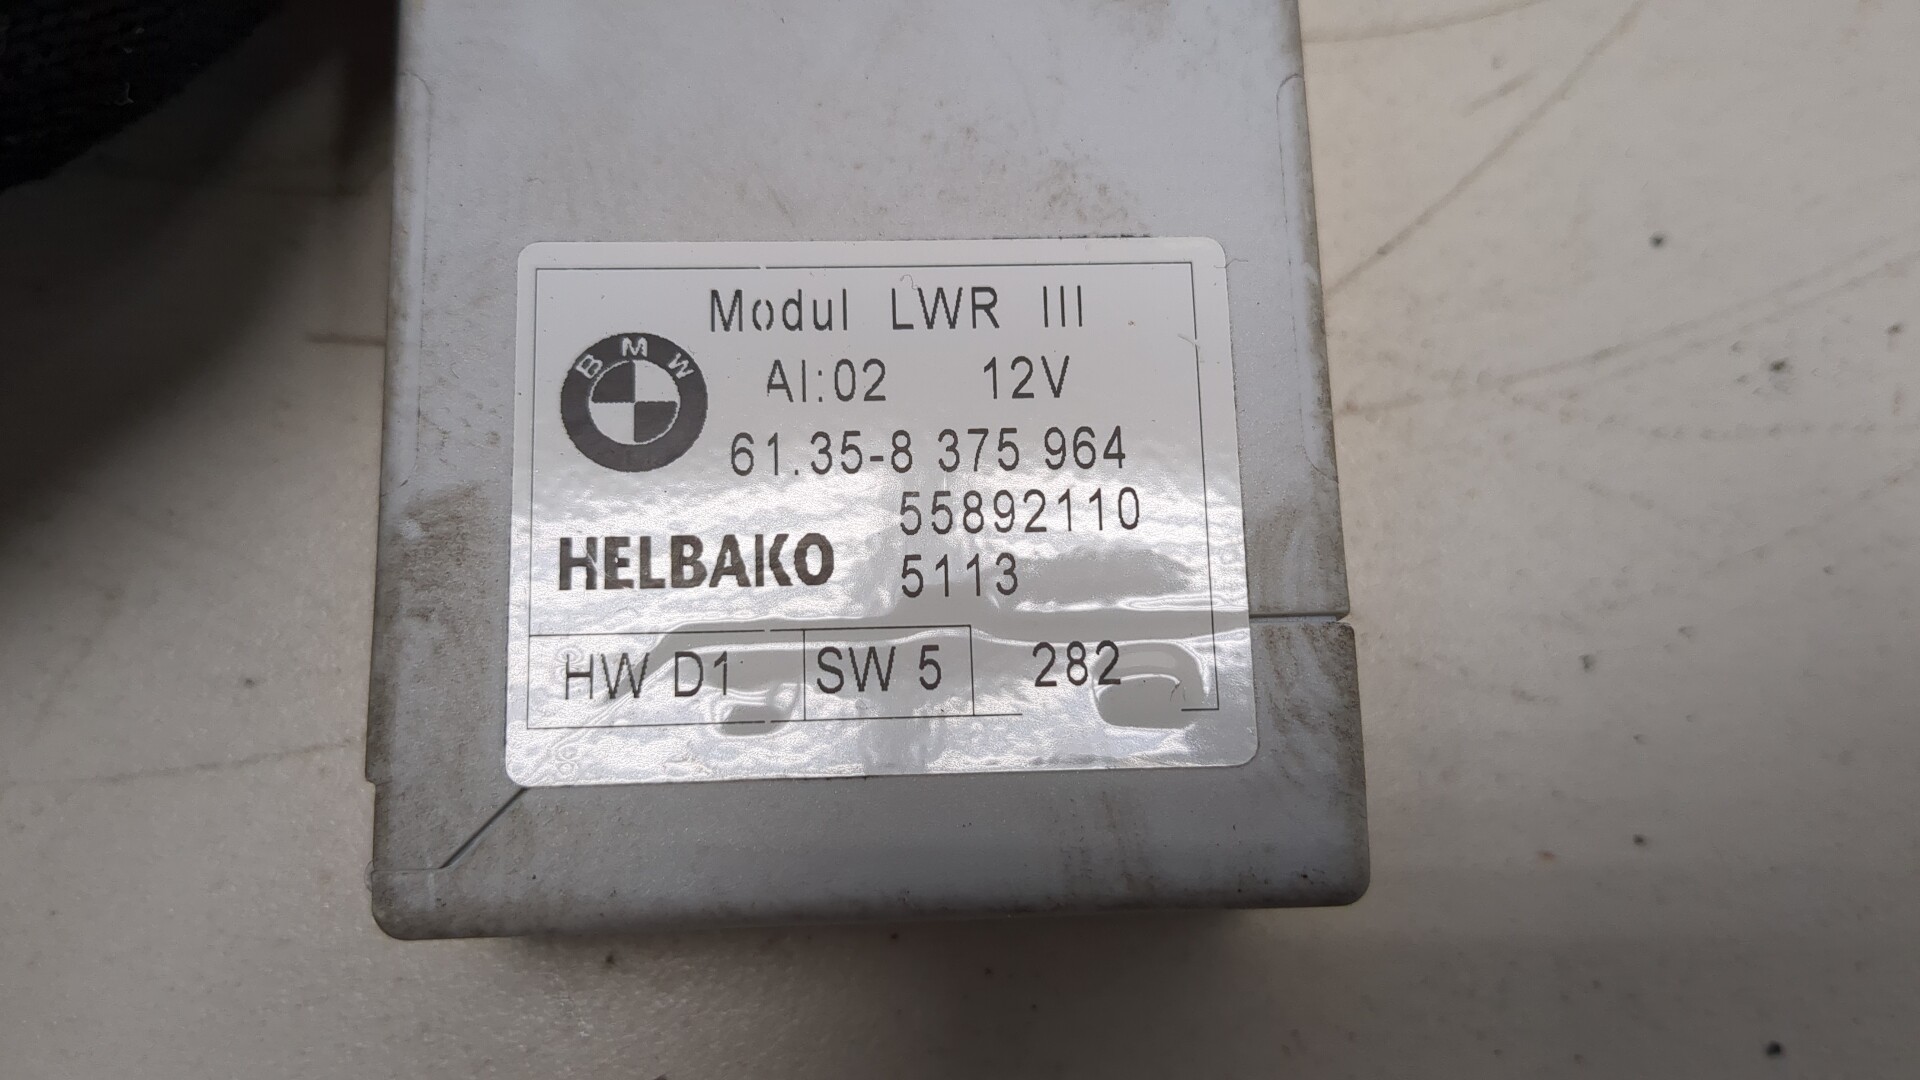 Modul LWR III
BMW
AI:02 12V
61.35-8 375 964
55892110
HELBAKO
5113
HW D1 SW 5 282